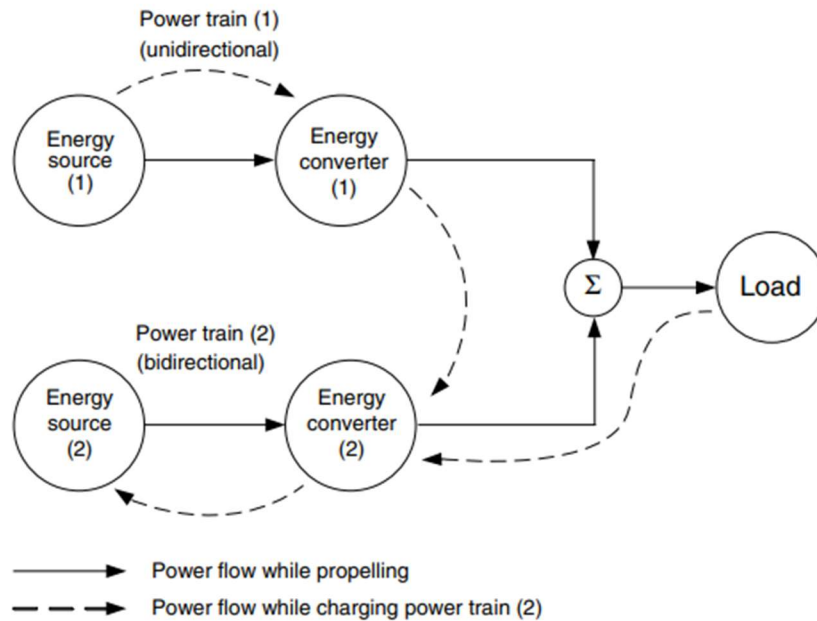 Power train (1)
(unidirectional)
Energy
source
(1)
Energy
converter
(1)
Σ
Load
Power train (2)
(bidirectional)
Energy
source
(2)
Energy
converter
(2)
Power flow while propelling
Power flow while charging power train (2)